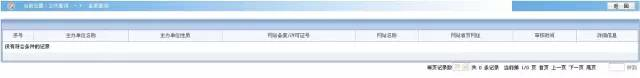 当前位置：公共查询 -> 备案查询
返 回
序号 主办单位名称 主办单位性质 网站备案/许可证号 网站名称 网站首页网址 审核时间 详细信息
没有符合条件的记录
每页记录数 共 0 条记录 当前第 1/0 页 首页 上一页 下一页 尾页